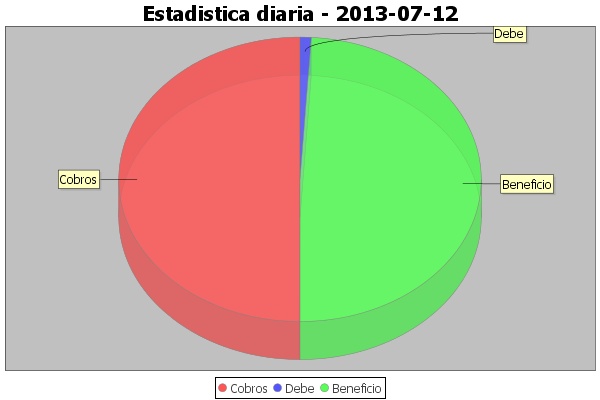 Estadistica diaria - 2013-07-12
Debe
Cobros
Beneficio
Cobros Debe Beneficio